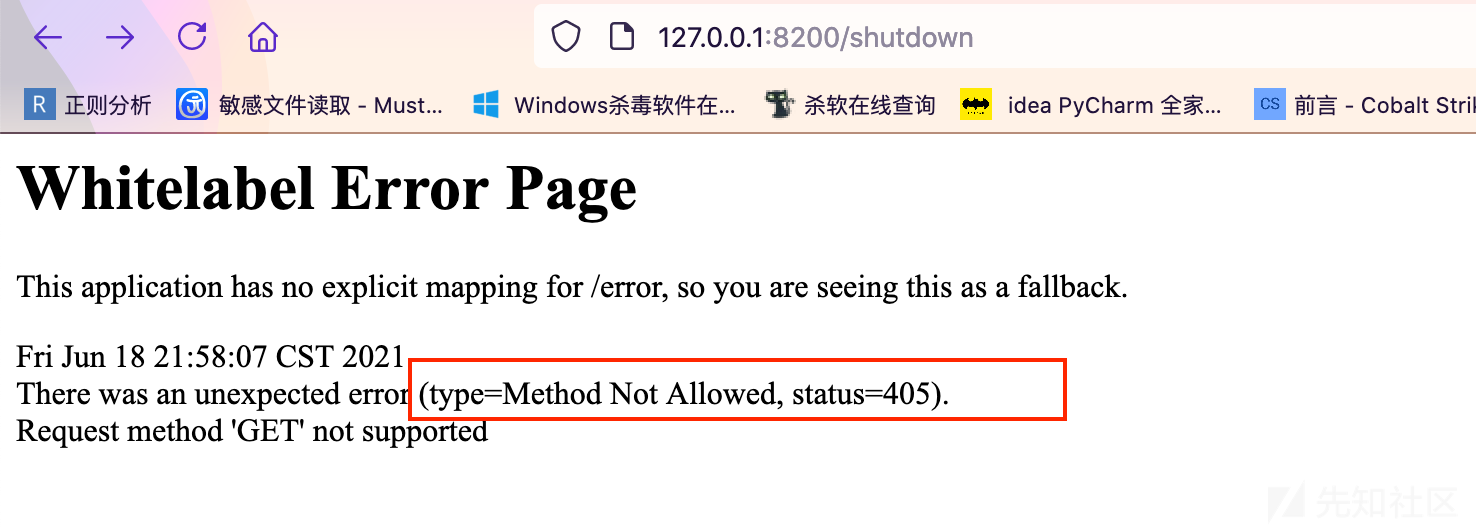 127.0.0.1:8200/shutdown
R 正则分析 敏感文件读取 - Must... Windows杀毒软件在... 杀软在线查询 idea PyCharm 全家... CS 前言 - Cobalt Strik
Whitelabel Error Page
This application has no explicit mapping for /error, so you are seeing this as a fallback.
Fri Jun 18 21:58:07 CST 2021
There was an unexpected error (type=Method Not Allowed, status=405).
Request method 'GET' not supported
先知社区